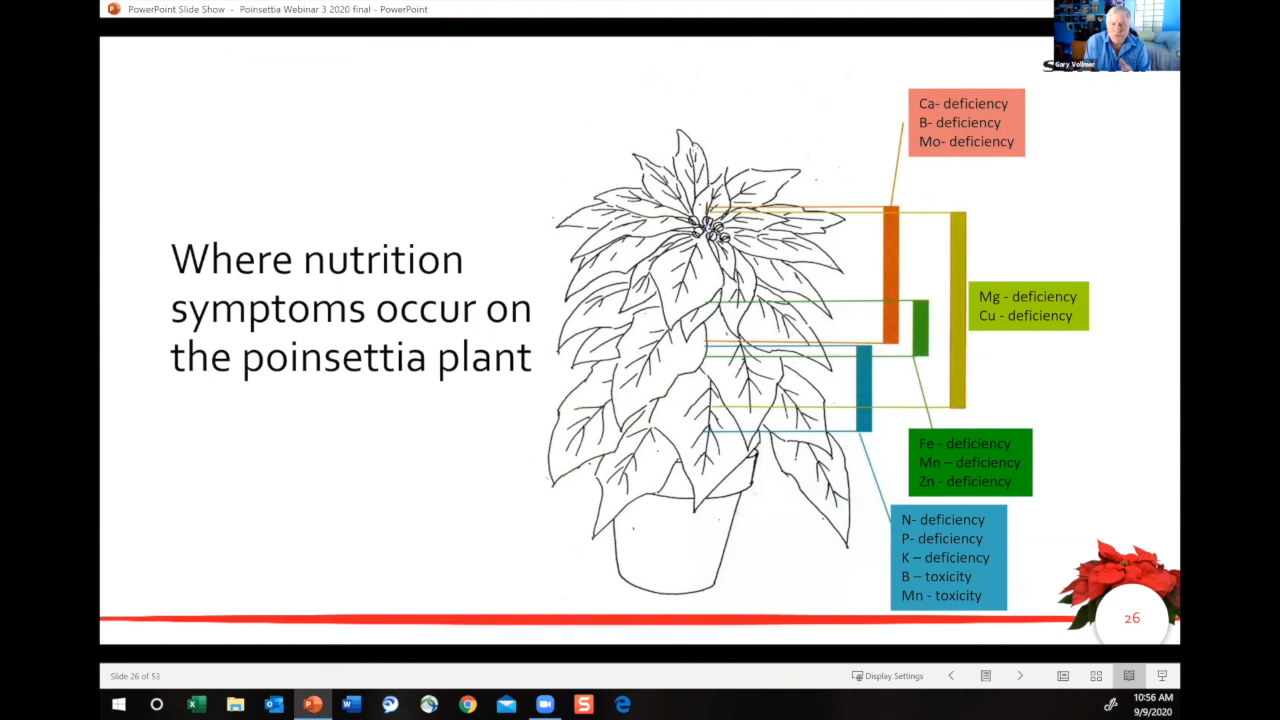 PowerPoint Slide Show - Poinsettia Webinar 3 2020 final - PowerPoint
Gary Vollmer
Where nutrition
symptoms occur on
the poinsettia plant
Ca- deficiency
B- deficiency
Mo- deficiency
Mg - deficiency
Cu - deficiency
Fe - deficiency
Mn – deficiency
Zn - deficiency
N- deficiency
P- deficiency
K – deficiency
B – toxicity
Mn - toxicity
26
Slide 26 of 53
Display Settings
10:56 AM
9/9/2020